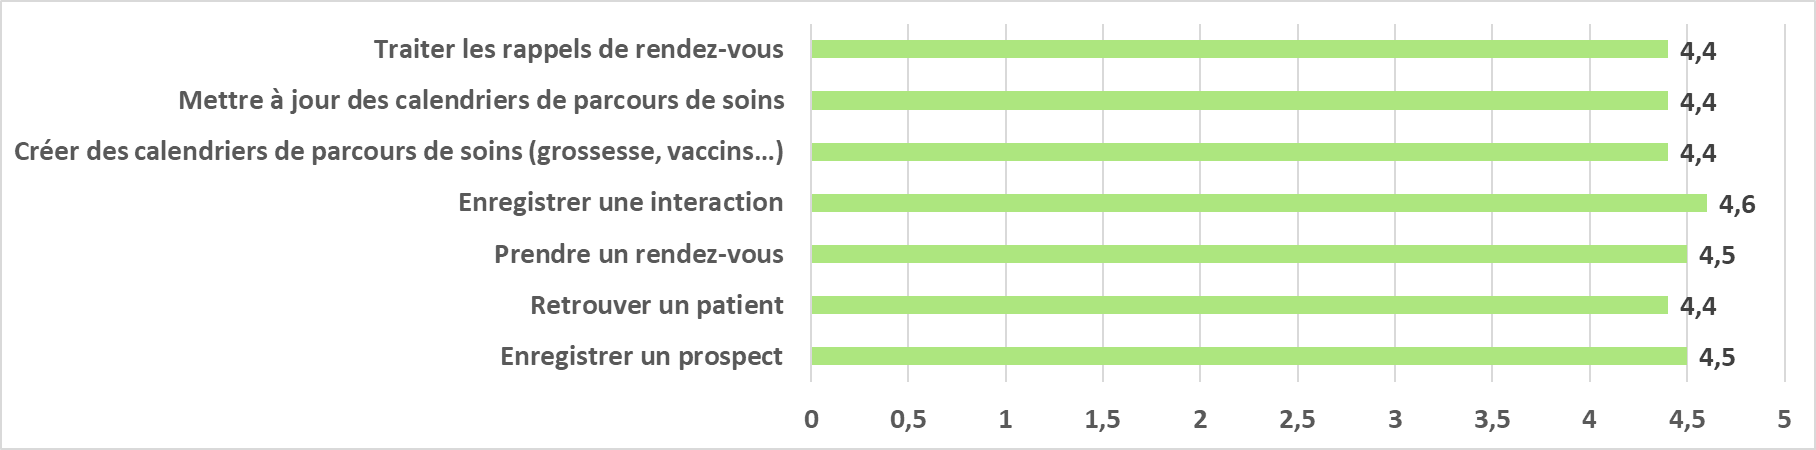 Traiter les rappels de rendez-vous 4,4
Mettre à jour des calendriers de parcours de soins 4,4
Créer des calendriers de parcours de soins (grossesse, vaccins…) 4,4
Enregistrer une interaction 4,6
Prendre un rendez-vous 4,5
Retrouver un patient 4,4
Enregistrer un prospect 4,5
0 0,5 1 1,5 2 2,5 3 3,5 4 4,5 5